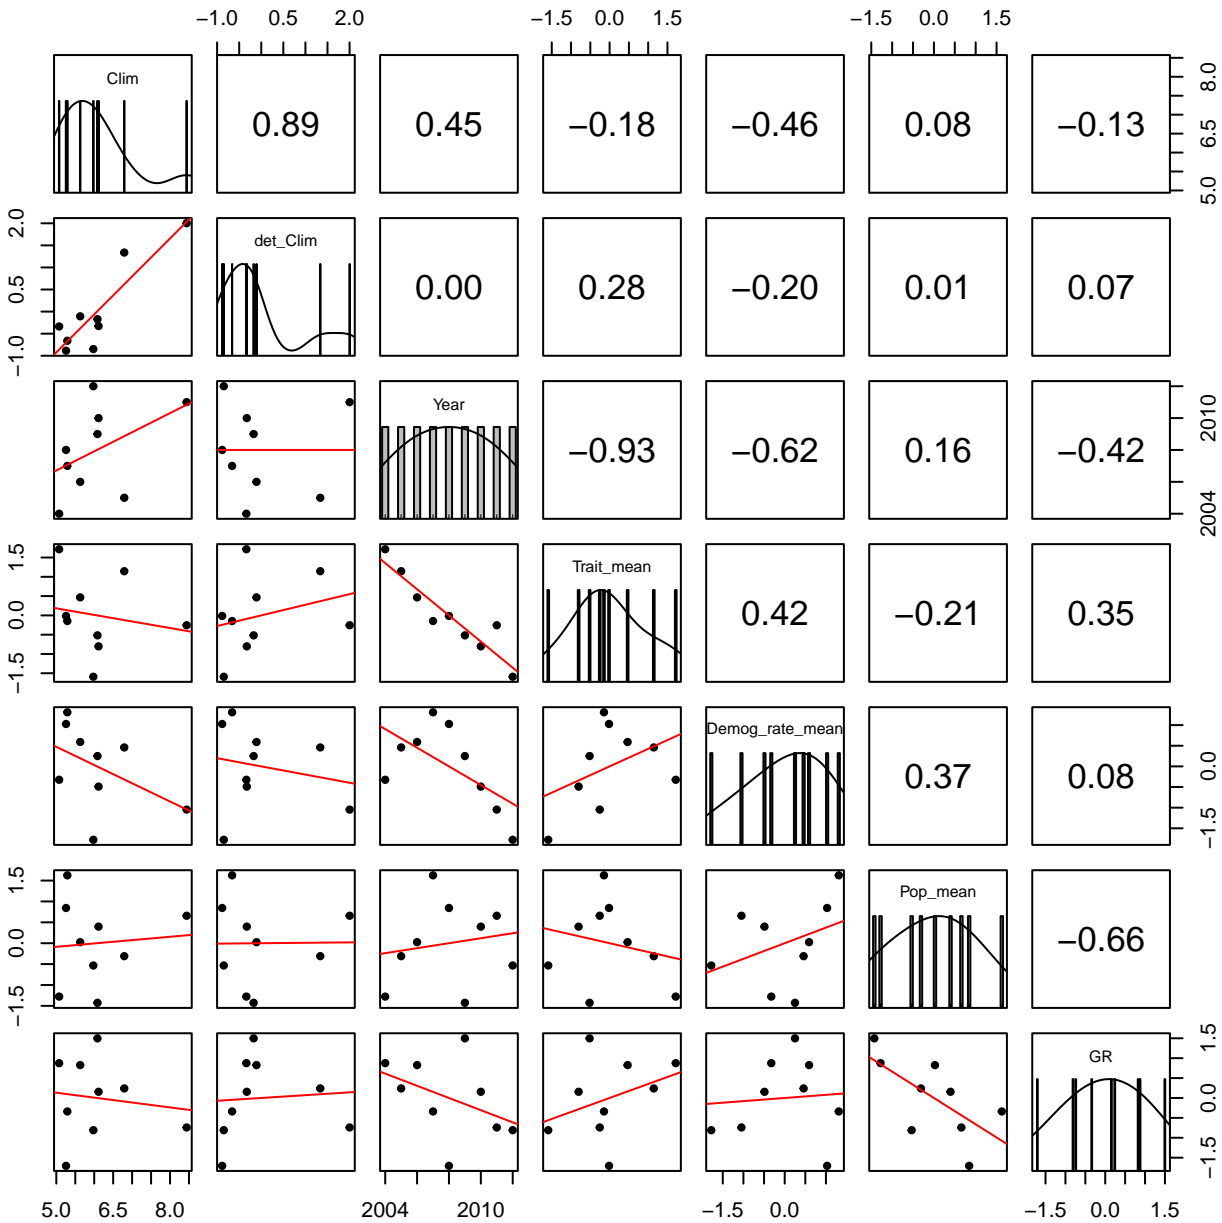 −1.0 0.5 2.0 −1.5 0.0 1.5 −1.5 0.0 1.5
Clim 0.89 0.45 −0.18 −0.46 0.08 −0.13 5.0 6.5 8.0
−1.0 0.5 2.0 det_Clim 0.00 0.28 −0.20 0.01 0.07
Year −0.93 −0.62 0.16 −0.42 2004 2010
−1.5 0.0 1.5 Trait_mean 0.42 −0.21 0.35
Demog_rate_mean 0.37 0.08 −1.5 0.0
−1.5 0.0 1.5 Pop_mean −0.66
GR −1.5 0.0 1.5
5.0 6.5 8.0 2004 2010 −1.5 0.0 −1.5 0.0 1.5